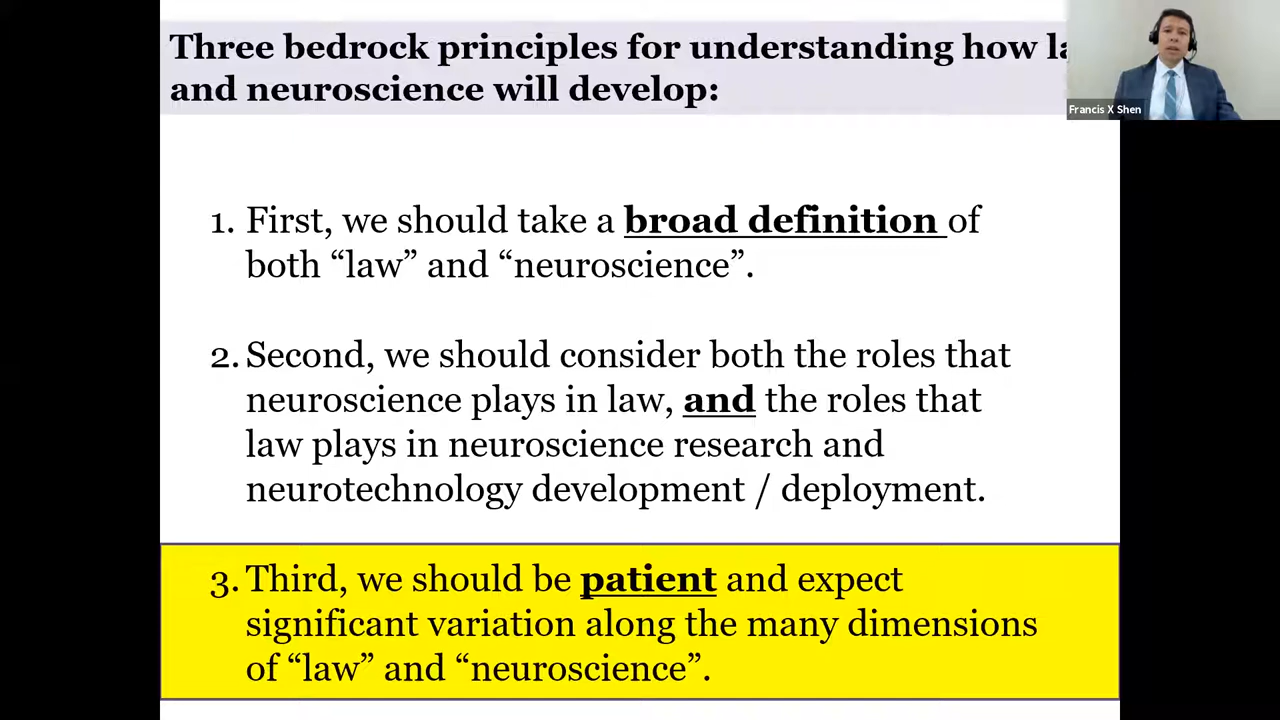 Three bedrock principles for understanding how la
and neuroscience will develop:
Francis X Shen
1. First, we should take a broad definition of
both “law” and “neuroscience”.
2. Second, we should consider both the roles that
neuroscience plays in law, and the roles that
law plays in neuroscience research and
neurotechnology development / deployment.
3. Third, we should be patient and expect
significant variation along the many dimensions
of “law” and “neuroscience”.